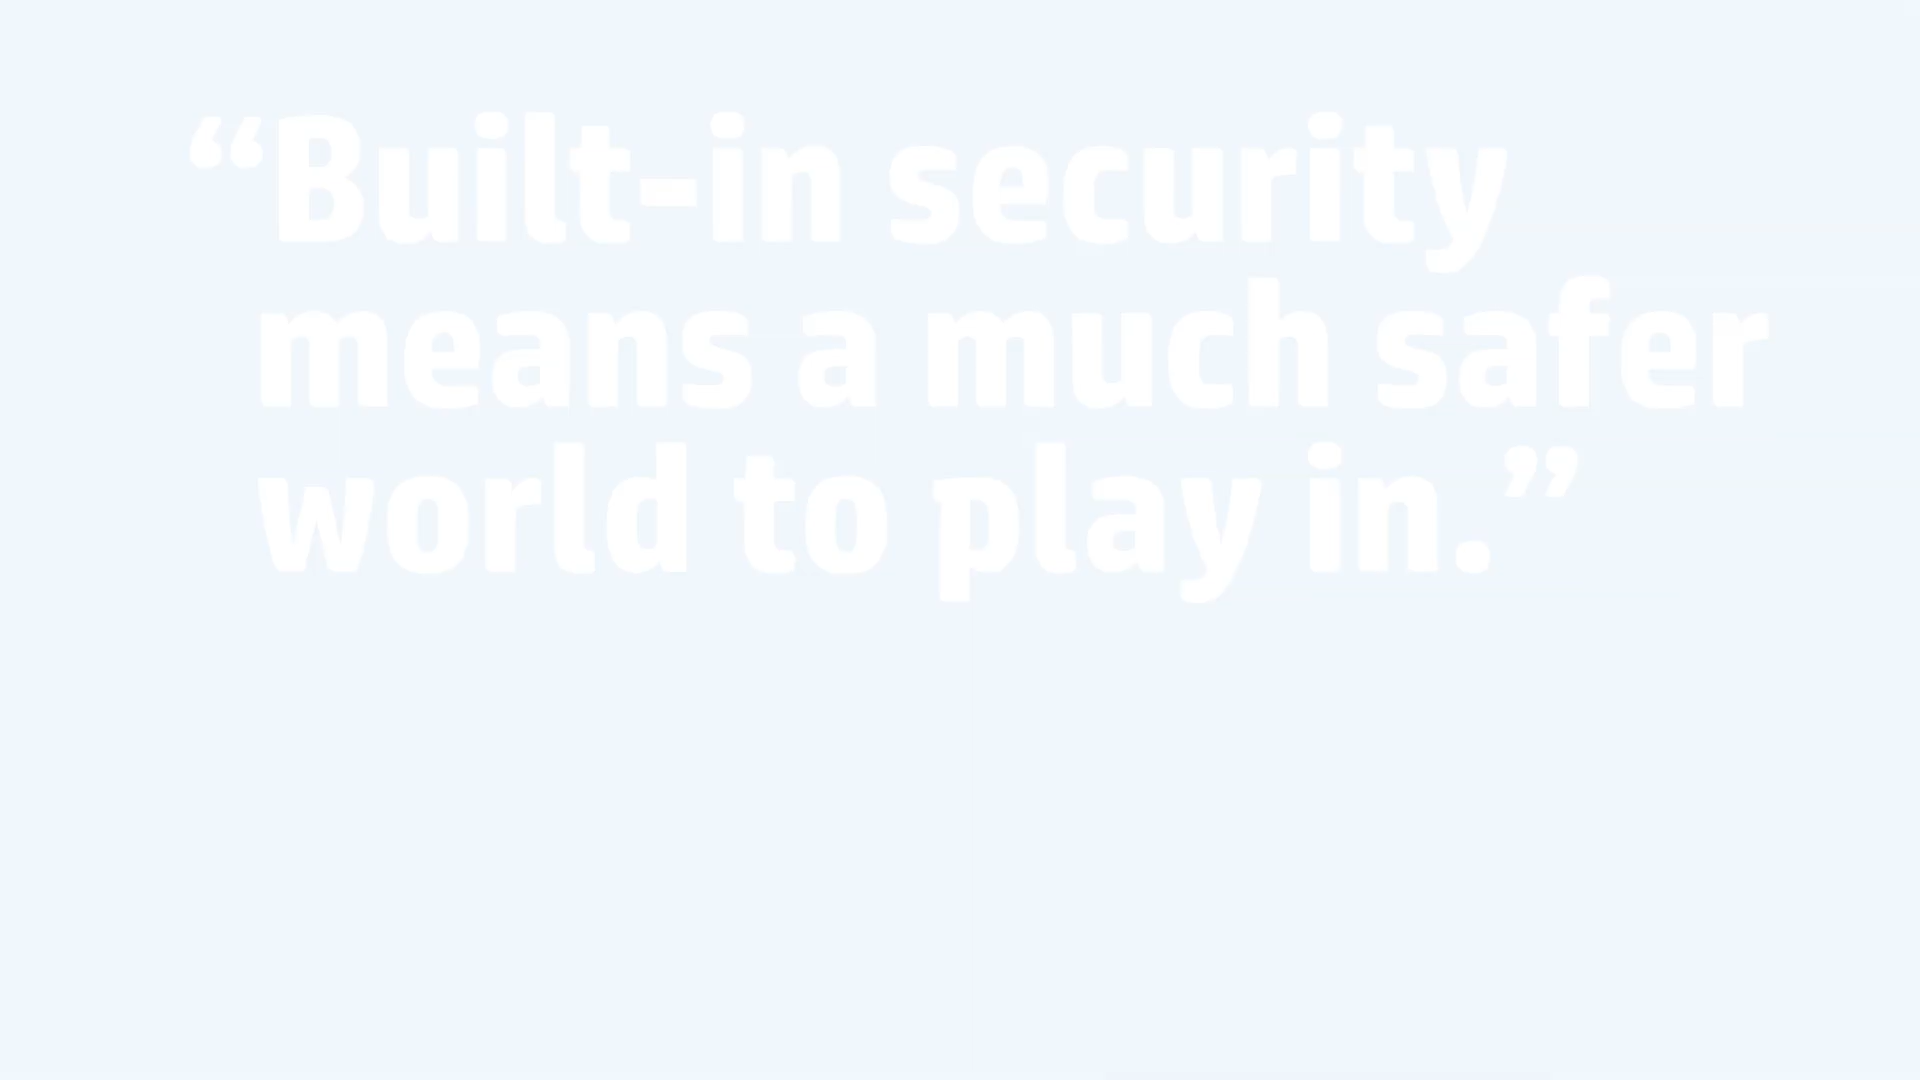 “Built-in security
means a much safer
world to play in.”